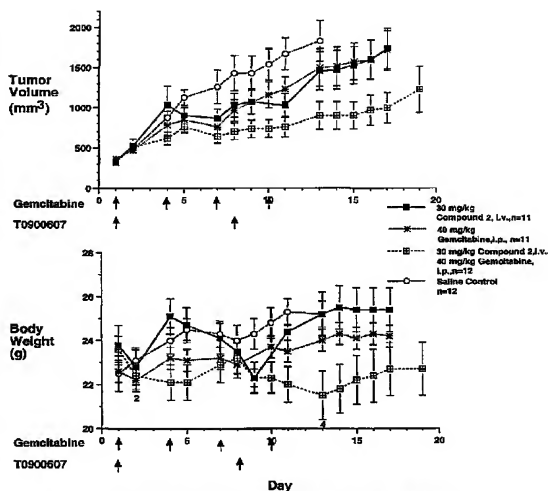 2000
1500
Tumor
Volume
(mm³)
1000
500
0
0
5
10
15
20
Gemcitabine
T0900607
30 mg/kg
Compound 2, i.v., n=11
40 mg/kg
Gemcitabine, i.p., n=11
30 mg/kg Compound 2, i.v.
40 mg/kg Gemcitabine,
i.p., n=12
Saline Control
n=12
28
26
Body
Weight
(g)
24
22
20
2
4
0
5
10
15
20
Gemcitabine
T0900607
Day